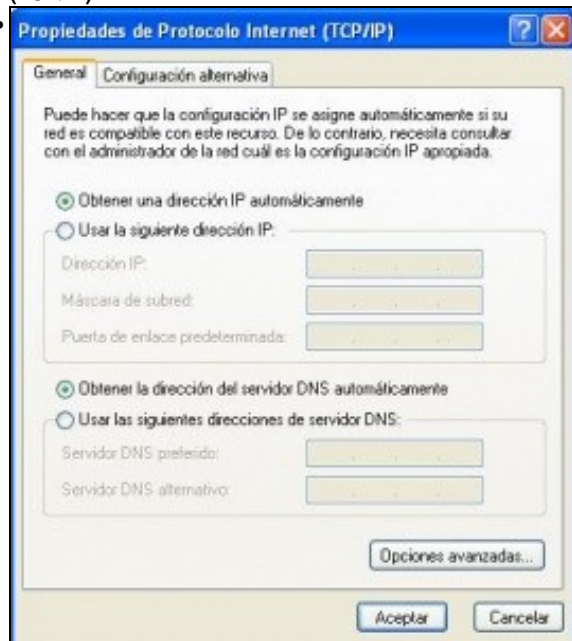 Propiedades de Protocolo Internet (TCP/IP)
General
Configuración alternativa
Puede hacer que la configuración IP se asigne automáticamente si su
red es compatible con este recurso. De lo contrario, necesita consultar
con el administrador de la red cuál es la configuración IP apropiada.
Obtener una dirección IP automáticamente
Usar la siguiente dirección IP:
Dirección IP:
Máscara de subred:
Puerta de enlace predeterminada:
Obtener la dirección del servidor DNS automáticamente
Usar las siguientes direcciones de servidor DNS:
Servidor DNS preferido:
Servidor DNS alternativo:
Opciones avanzadas...
Aceptar
Cancelar